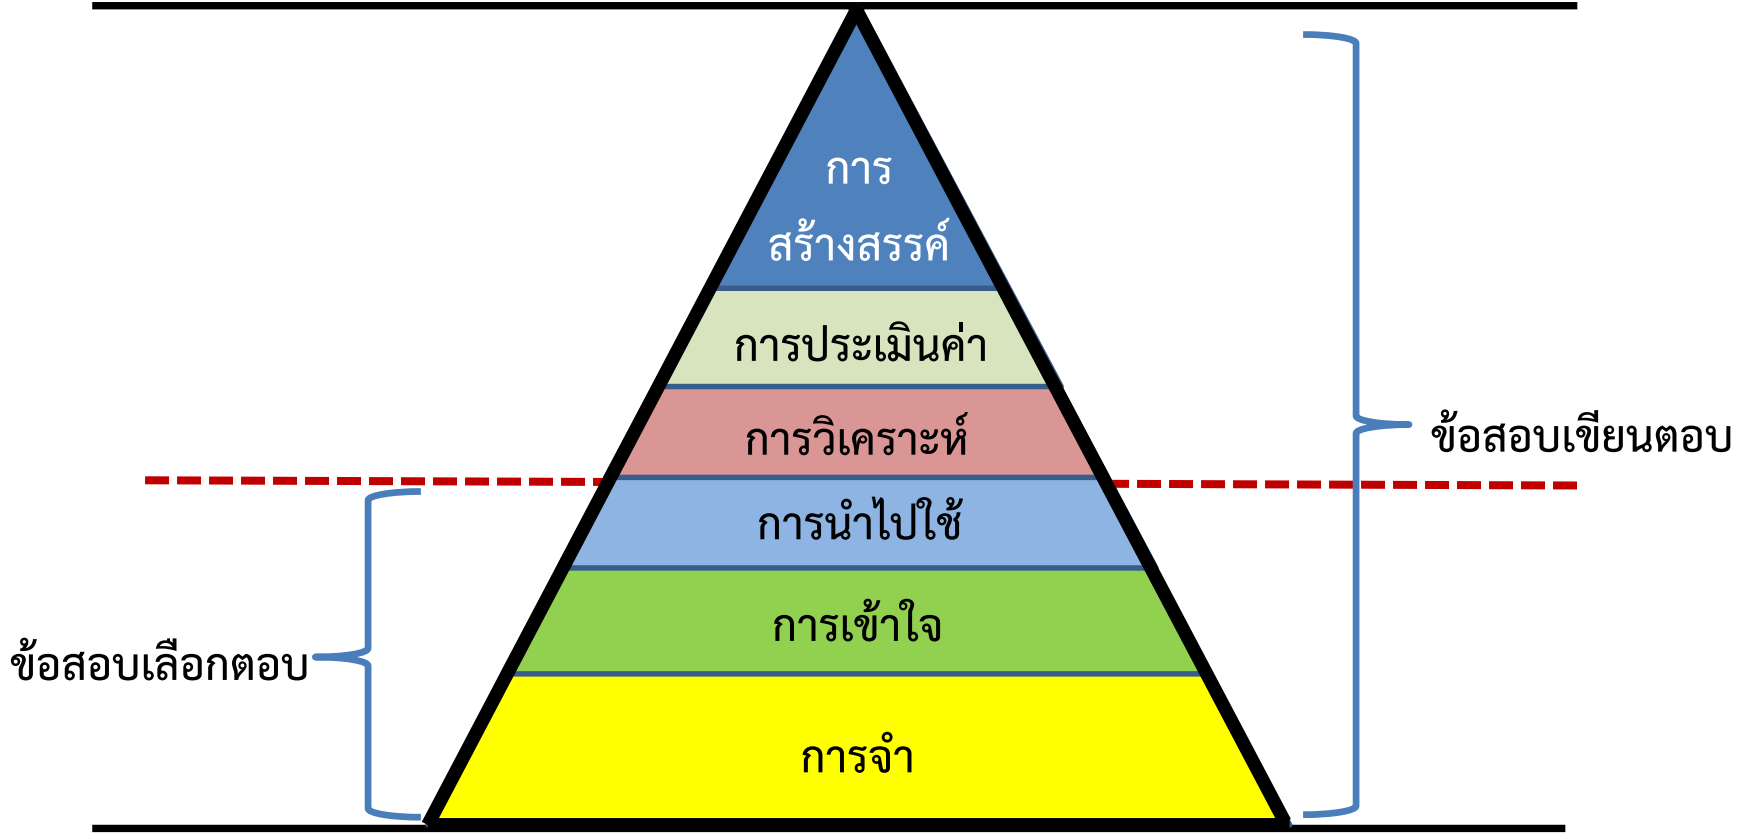 การ
สร้างสรรค์
การประเมินค่า
การวิเคราะห์
ข้อสอบเขียนตอบ
การนำไปใช้
การเข้าใจ
ข้อสอบเลือกตอบ
การจำ